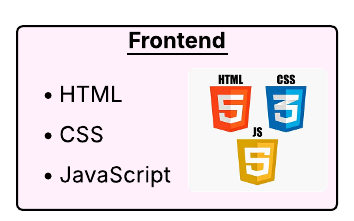 Frontend
• HTML
• CSS
• JavaScript
HTML CSS
5 3
JS
5